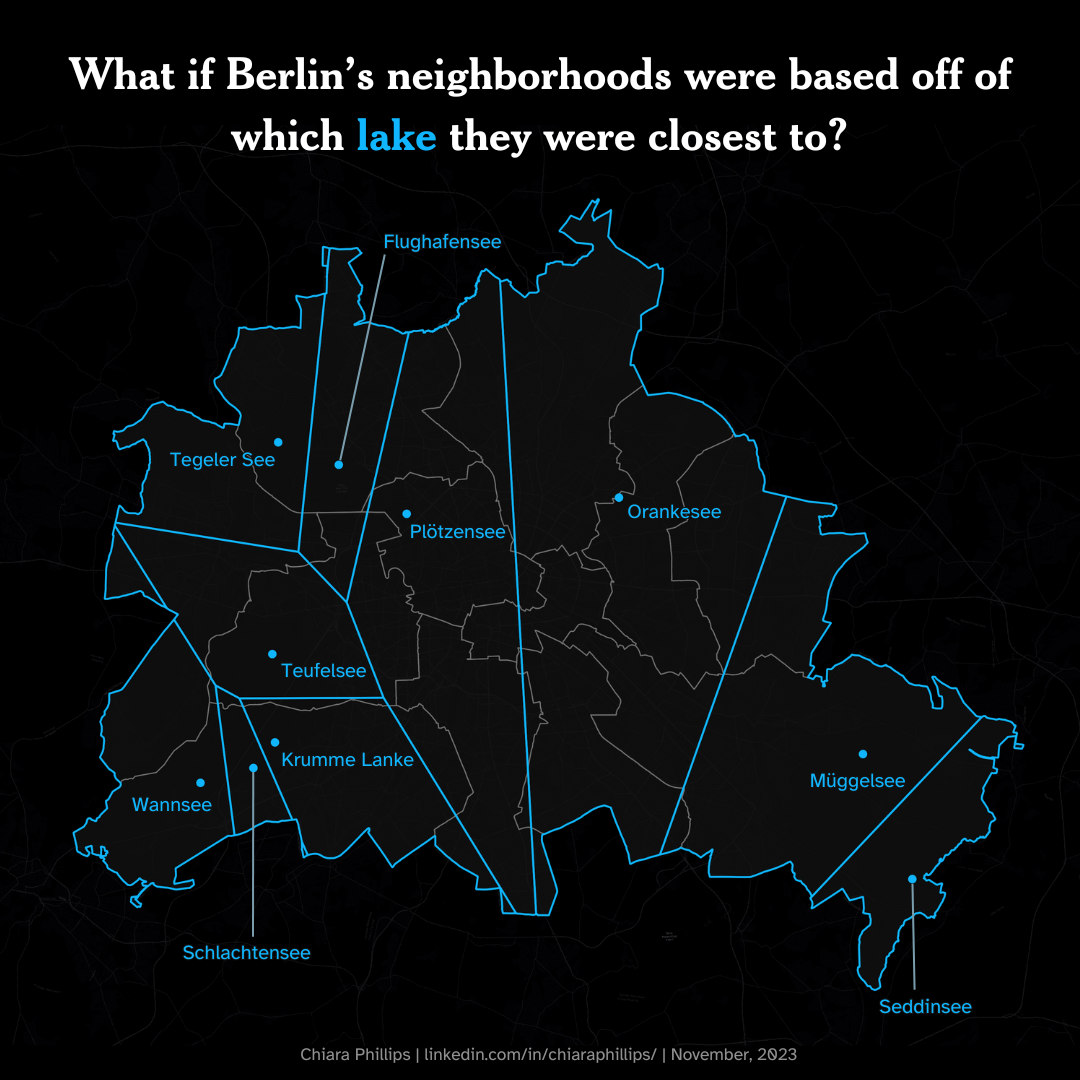 What if Berlin’s neighborhoods were based off of
which lake they were closest to?
Flughafensee
Tegeler See
Orankesee
Plötzensee
Teufelsee
Krumme Lanke
Müggelsee
Wannsee
Schlachtensee
Seddinsee
Chiara Phillips | linkedin.com/in/chiaraphillips/ | November, 2023